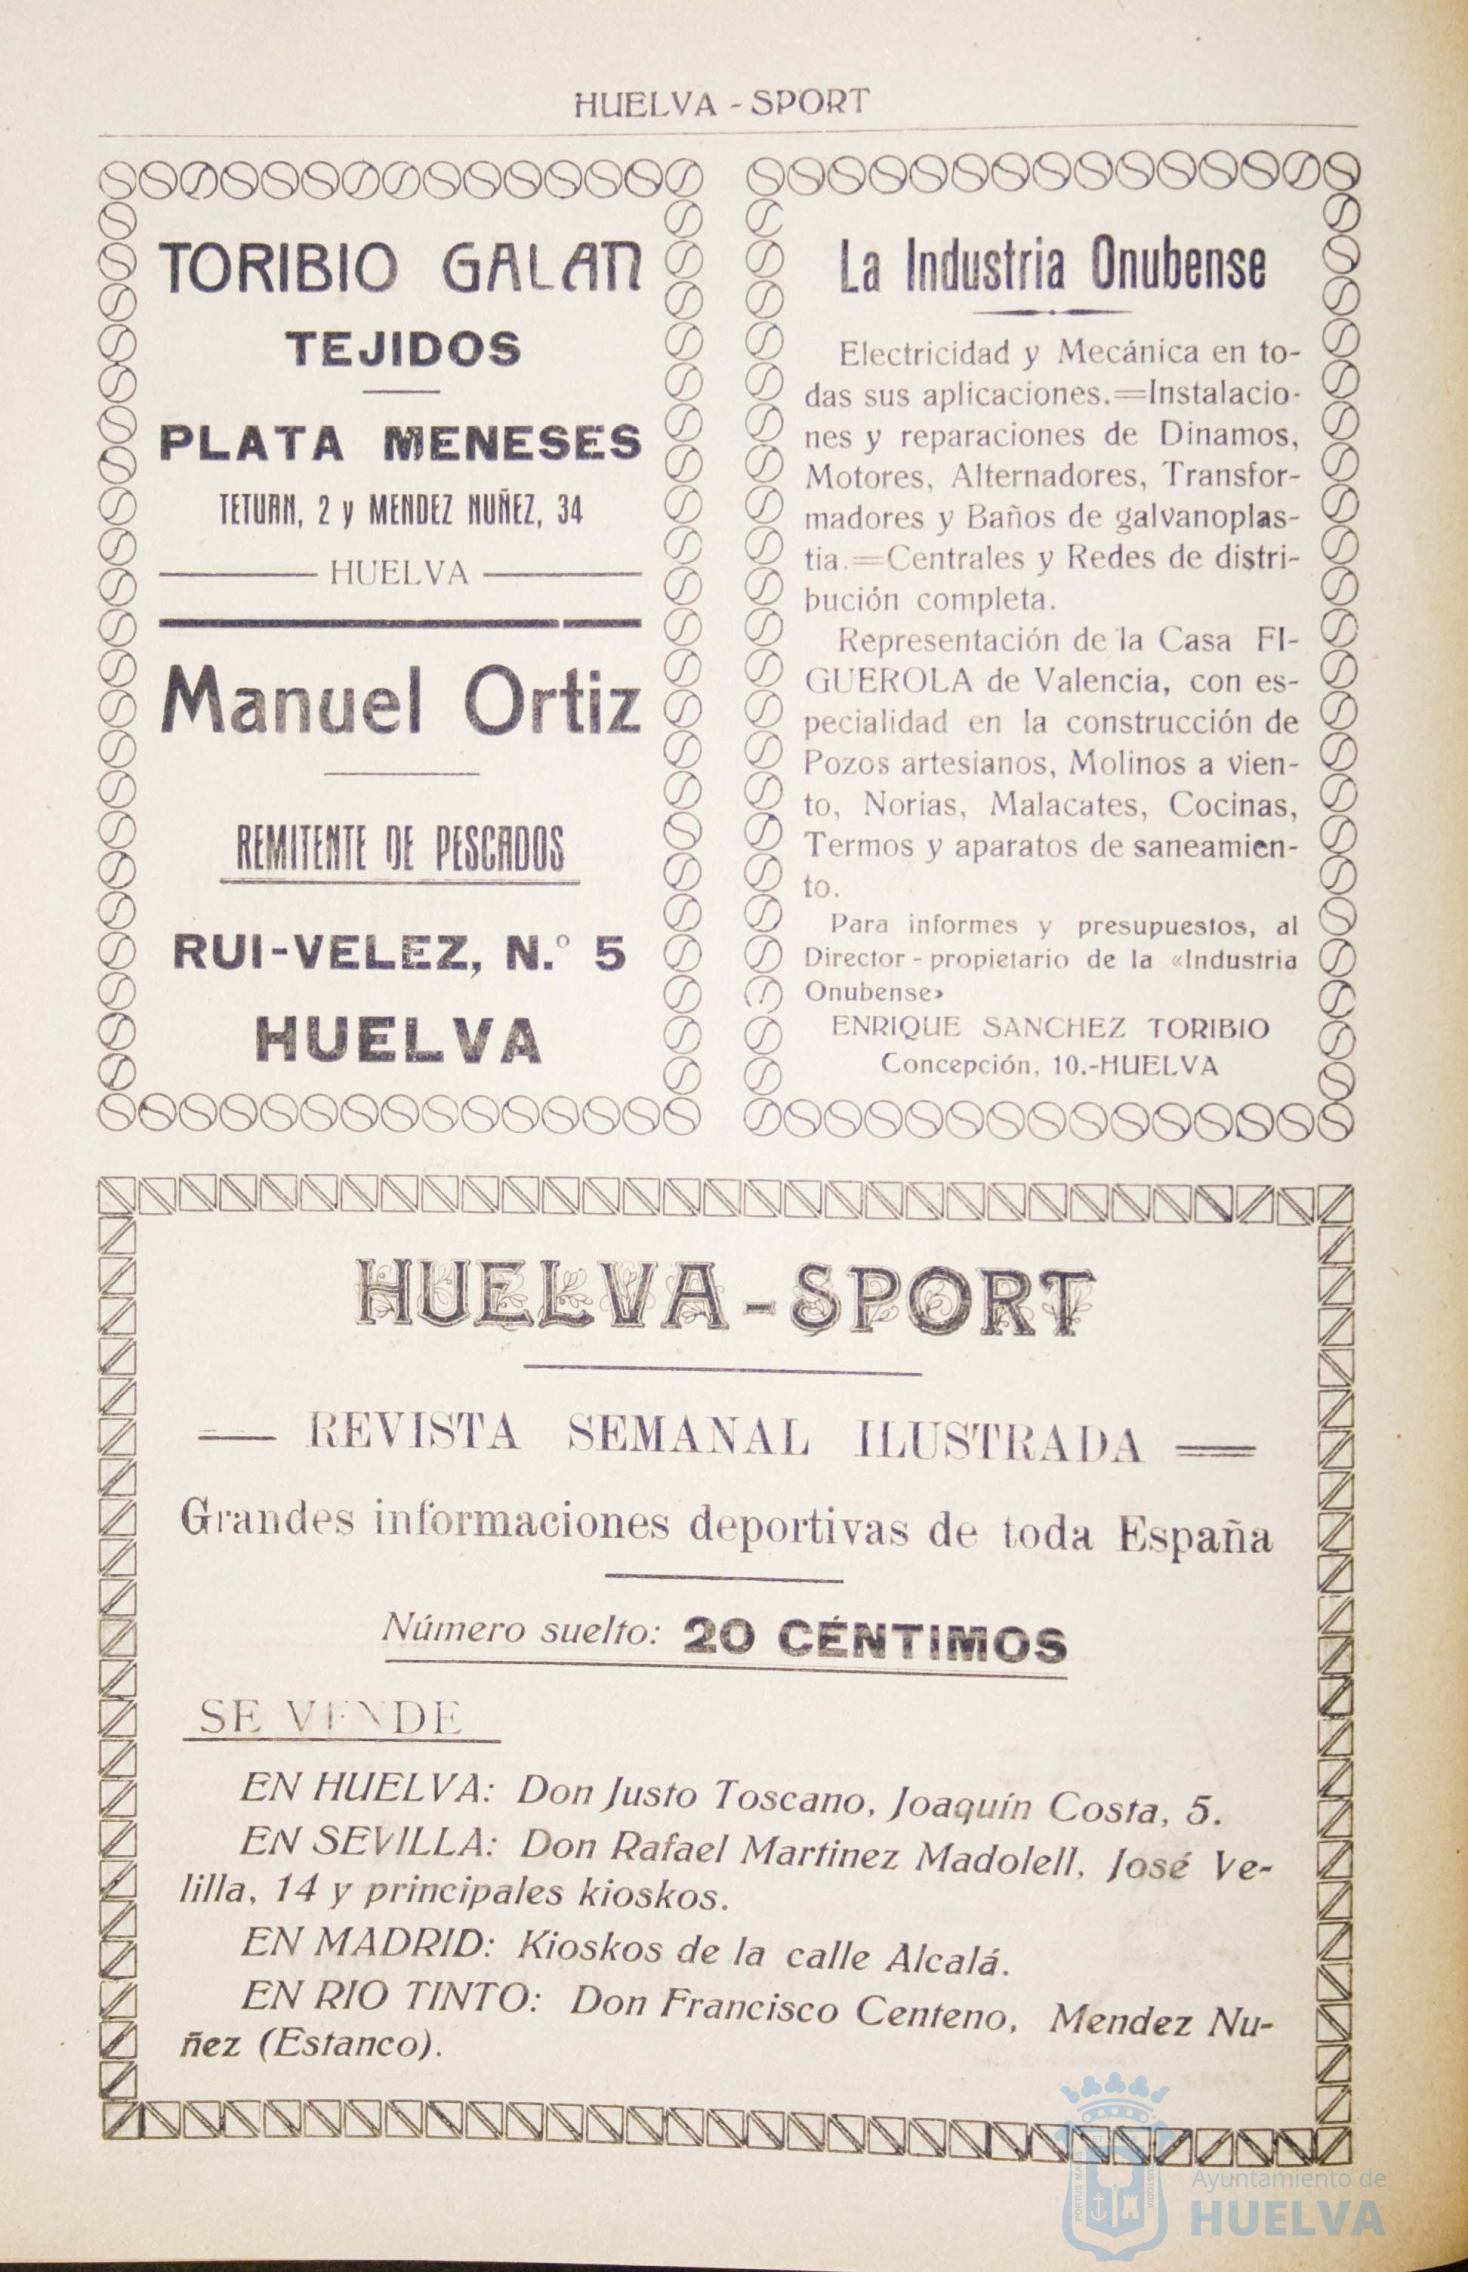 HUELVA - SPORT
TORIBIO GALAN
TEJIDOS
PLATA MENESES
TETUAN, 2 y MENDEZ NUÑEZ, 34
HUELVA
Manuel Ortiz
REMITENTE DE PESCADOS
RUI-VELEZ, N.º 5
HUELVA
La Industria Onubense
Electricidad y Mecánica en to-
das sus aplicaciones.=Instalacio-
nes y reparaciones de Dinamos,
Motores, Alternadores, Transfor-
madores y Baños de galvanoplas-
tia.=Centrales y Redes de distri-
bución completa.
Representación de la Casa FI-
GUEROLA de Valencia, con es-
pecialidad en la construcción de
Pozos artesianos, Molinos a vien-
to, Norias, Malacates, Cocinas,
Termos y aparatos de saneamien-
to.
Para informes y presupuestos, al
Director - propietario de la «Industria
Onubense»
ENRIQUE SANCHEZ TORIBIO
Concepción, 10.-HUELVA
HUELVA-SPORT
REVISTA SEMANAL ILUSTRADA
Grandes informaciones deportivas de toda España
Número suelto: 20 CÉNTIMOS
SE VENDE
EN HUELVA: Don Justo Toscano, Joaquín Costa, 5.
EN SEVILLA: Don Rafael Martinez Madolell, José Ve-
lilla, 14 y principales kioskos.
EN MADRID: Kioskos de la calle Alcalá.
EN RIO TINTO: Don Francisco Centeno, Mendez Nu-
ñez (Estanco).
PORTUS MARIS ET TERRAE CUSTODIA
Ayuntamiento de
HUELVA